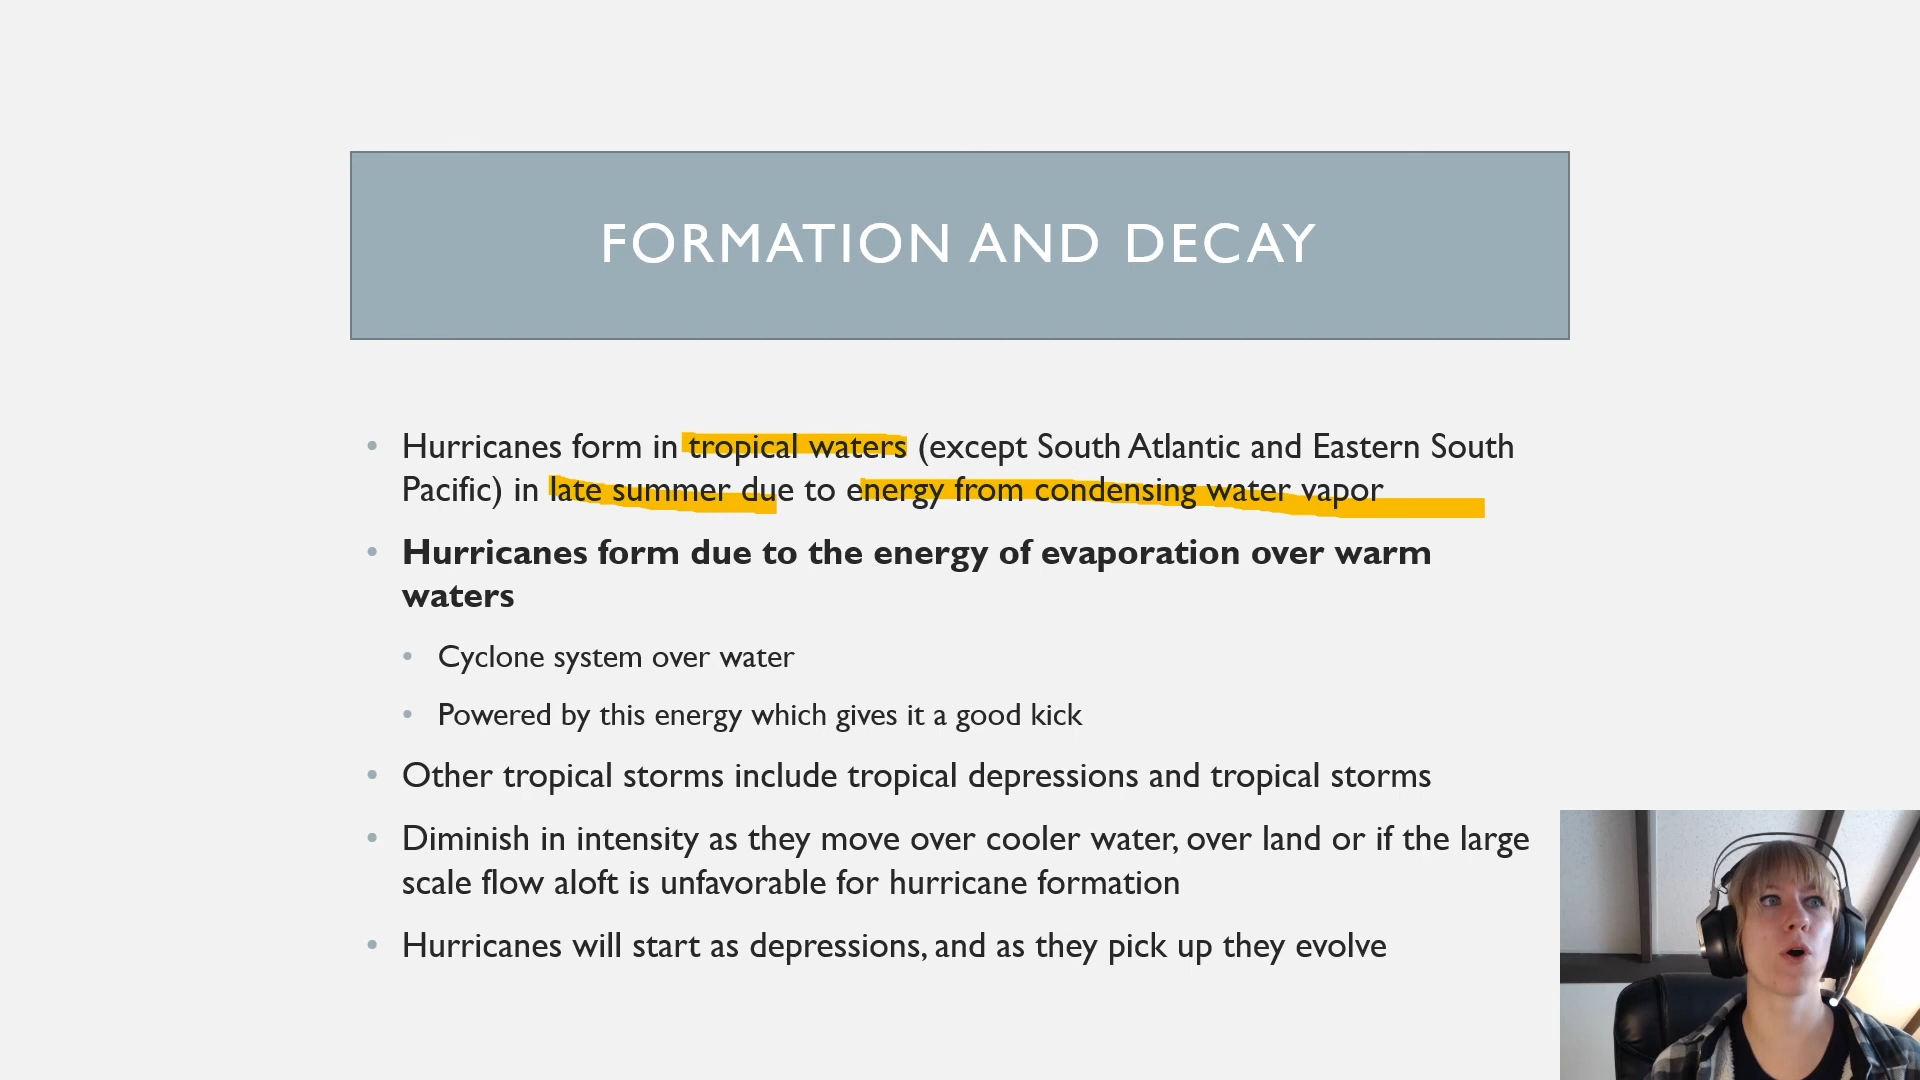 FORMATION AND DECAY
• Hurricanes form in tropical waters (except South Atlantic and Eastern South
Pacific) in late summer due to energy from condensing water vapor
• Hurricanes form due to the energy of evaporation over warm
waters
• Cyclone system over water
• Powered by this energy which gives it a good kick
• Other tropical storms include tropical depressions and tropical storms
• Diminish in intensity as they move over cooler water, over land or if the large
scale flow aloft is unfavorable for hurricane formation
• Hurricanes will start as depressions, and as they pick up they evolve